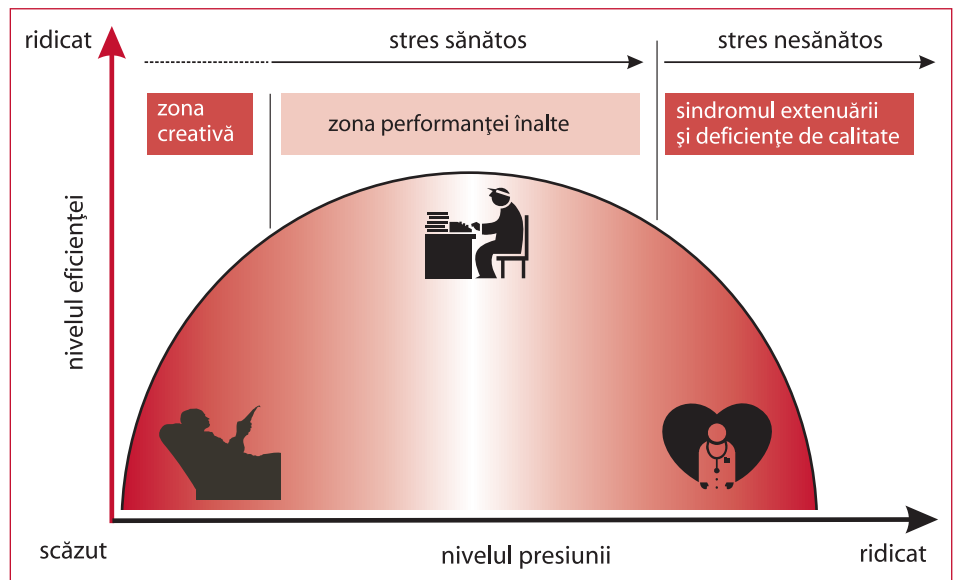 ridicat
stres sănătos
stres nesănătos
zona
creativă
zona performanţei înalte
sindromul extenuării
şi deficienţe de calitate
nivelul eficienţei
scăzut
nivelul presiunii
ridicat